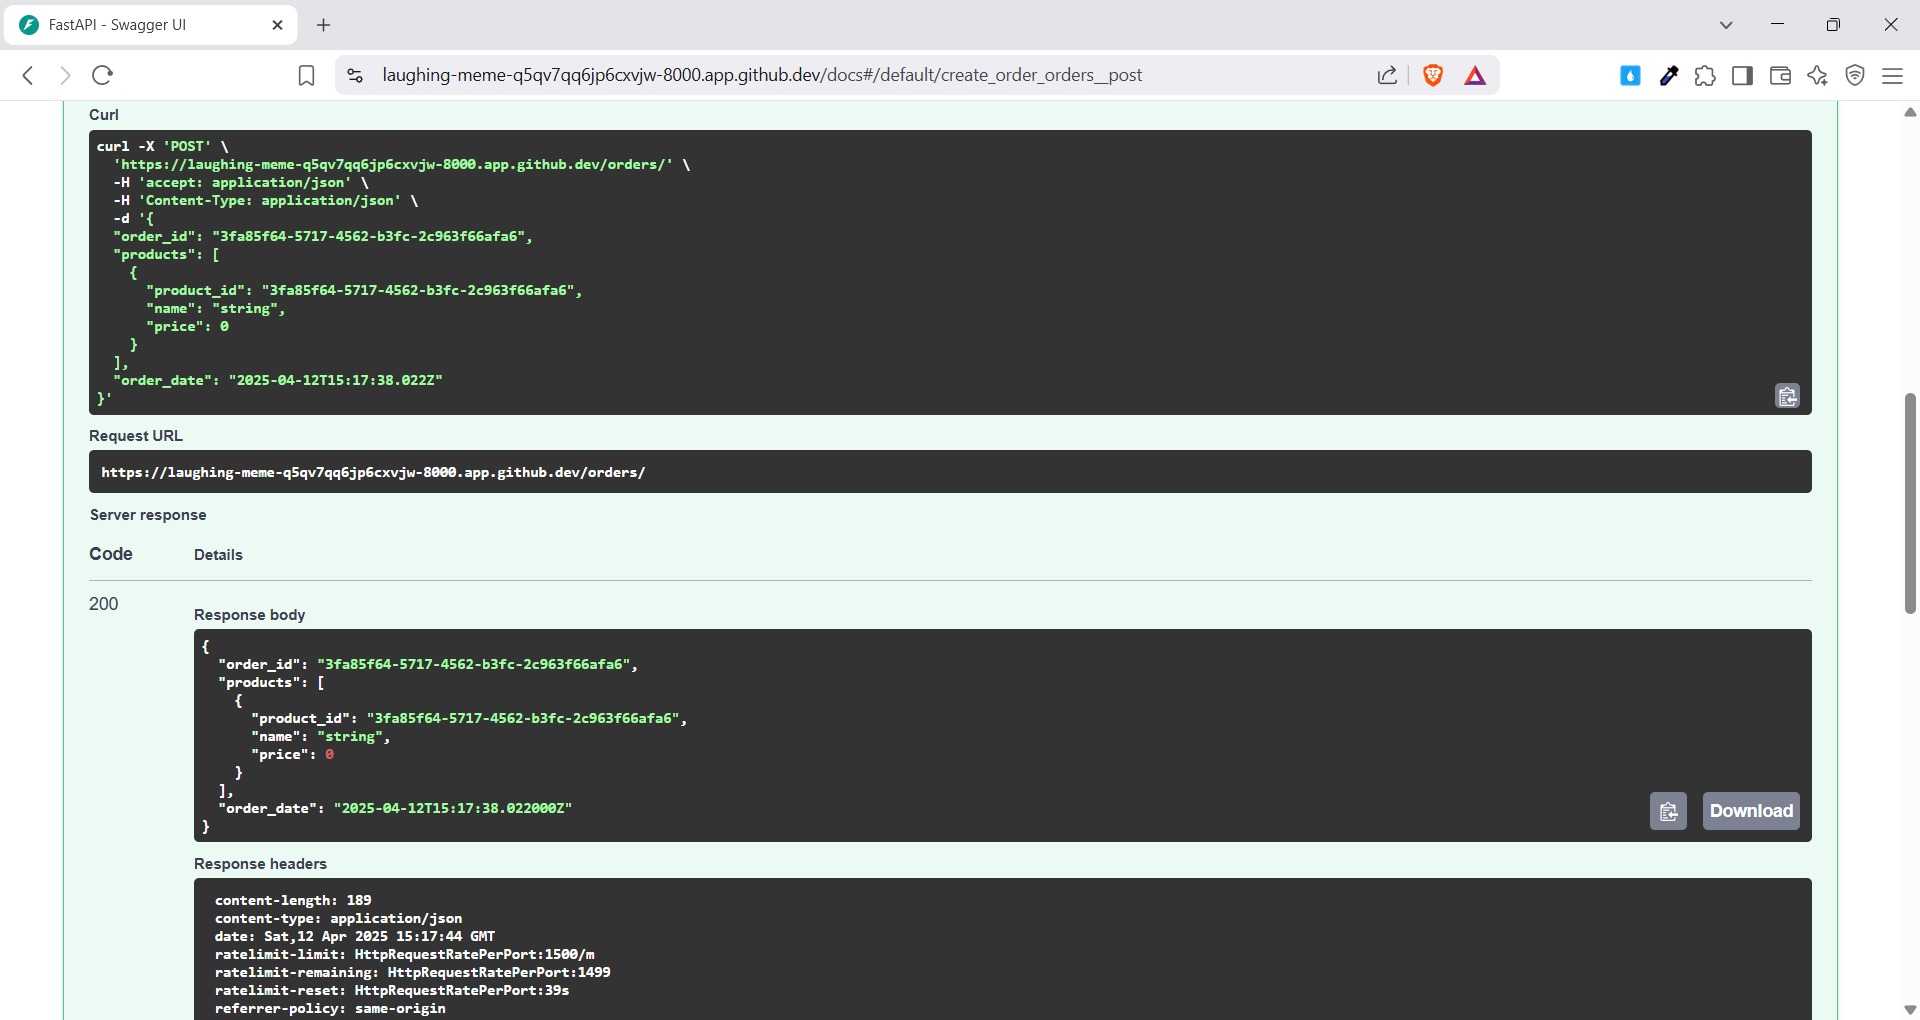 FastAPI - Swagger UI
laughing-meme-q5qv7qq6jp6cxvjw-8000.app.github.dev/docs#/default/create_order_orders__post
Curl
curl -X 'POST' \
  'https://laughing-meme-q5qv7qq6jp6cxvjw-8000.app.github.dev/orders/' \
  -H 'accept: application/json' \
  -H 'Content-Type: application/json' \
  -d '{
  "order_id": "3fa85f64-5717-4562-b3fc-2c963f66afa6",
  "products": [
    {
      "product_id": "3fa85f64-5717-4562-b3fc-2c963f66afa6",
      "name": "string",
      "price": 0
    }
  ],
  "order_date": "2025-04-12T15:17:38.022Z"
}'
Request URL
https://laughing-meme-q5qv7qq6jp6cxvjw-8000.app.github.dev/orders/
Server response
Code Details
200
Response body
{
  "order_id": "3fa85f64-5717-4562-b3fc-2c963f66afa6",
  "products": [
    {
      "product_id": "3fa85f64-5717-4562-b3fc-2c963f66afa6",
      "name": "string",
      "price": 0
    }
  ],
  "order_date": "2025-04-12T15:17:38.022000Z"
}
Download
Response headers
content-length: 189
content-type: application/json
date: Sat,12 Apr 2025 15:17:44 GMT
ratelimit-limit: HttpRequestRatePerPort:1500/m
ratelimit-remaining: HttpRequestRatePerPort:1499
ratelimit-reset: HttpRequestRatePerPort:39s
referrer-policy: same-origin